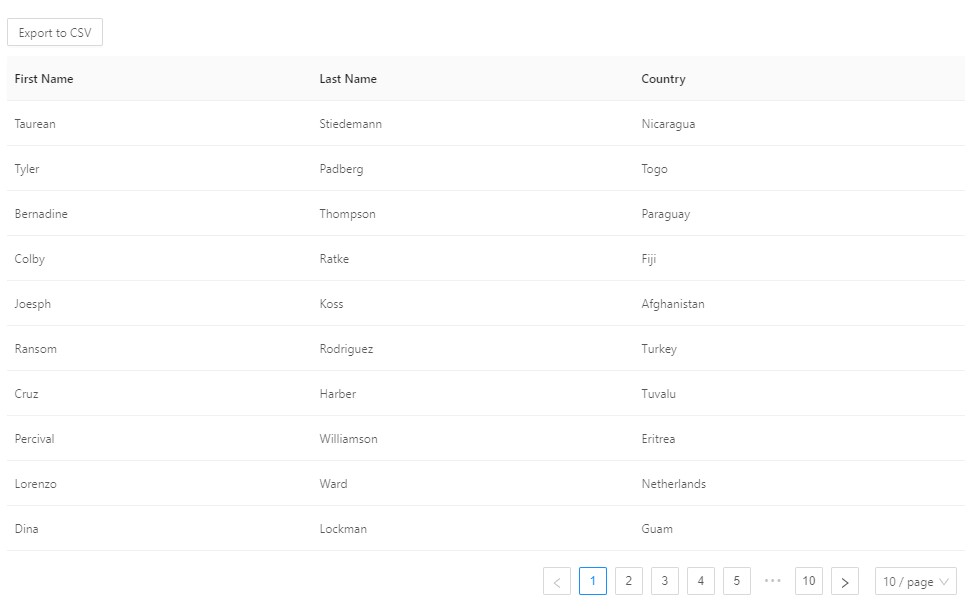 Export to CSV
First Name Last Name Country
Taurean Stiedemann Nicaragua
Tyler Padberg Togo
Bernadine Thompson Paraguay
Colby Ratke Fiji
Joesph Koss Afghanistan
Ransom Rodriguez Turkey
Cruz Harber Tuvalu
Percival Williamson Eritrea
Lorenzo Ward Netherlands
Dina Lockman Guam
< 1 2 3 4 5 ••• 10 > 10 / page